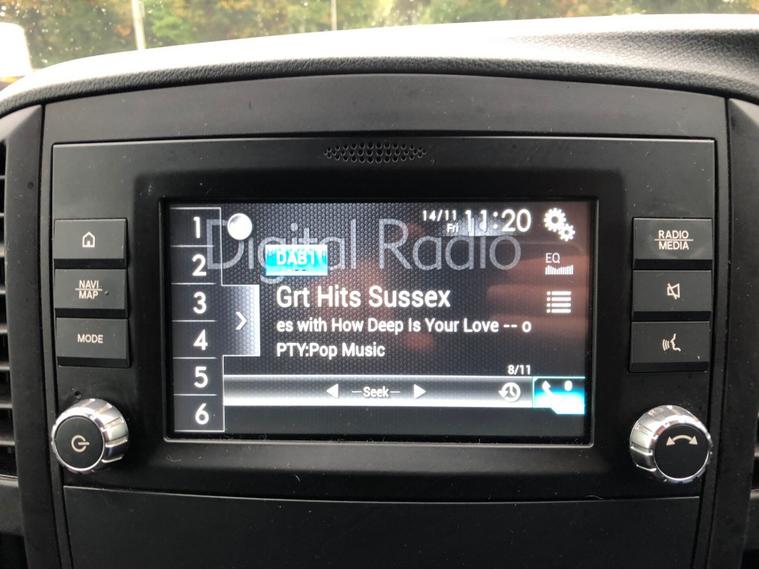 14/11 11:20
Fri
Digital Radio
DAB1
EQ
Grt Hits Sussex
es with How Deep Is Your Love -- o
PTY:Pop Music
8/11
Seek
1
2
3
4
5
6
NAVI
MAP
MODE
RADIO
MEDIA